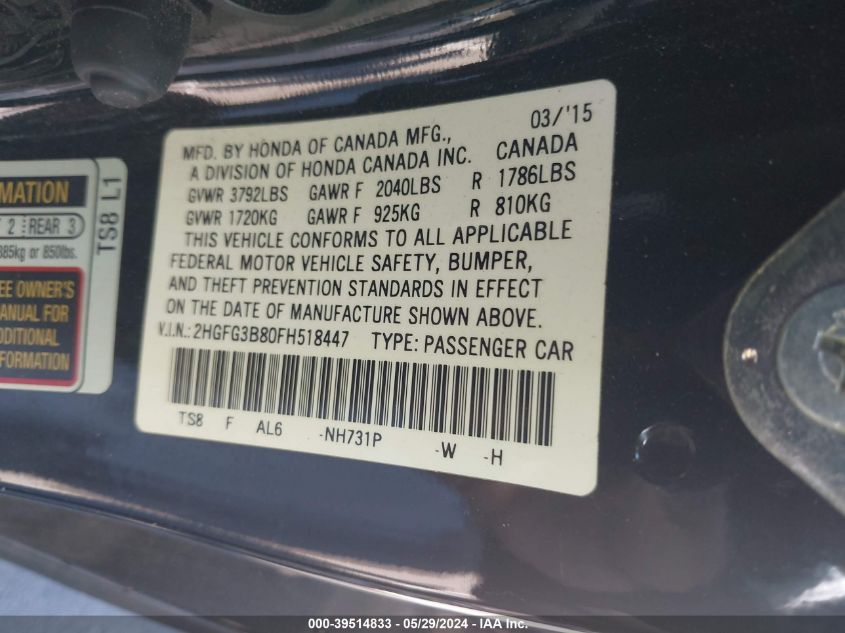 MFD. BY HONDA OF CANADA MFG., 03/'15
A DIVISION OF HONDA CANADA INC. CANADA
GVWR 3792LBS GAWR F 2040LBS R 1786LBS
GVWR 1720KG GAWR F 925KG R 810KG
THIS VEHICLE CONFORMS TO ALL APPLICABLE
FEDERAL MOTOR VEHICLE SAFETY, BUMPER,
AND THEFT PREVENTION STANDARDS IN EFFECT
ON THE DATE OF MANUFACTURE SHOWN ABOVE.
V.I.N.: 2HGFG3B80FH518447 TYPE: PASSENGER CAR
TS8 F AL6 -NH731P -W -H
TS8 L1
MATION
2 REAR 3
385kg or 850lbs.
EE OWNER'S
ANUAL FOR
DDITIONAL
FORMATION
000-39514833 - 05/29/2024 - IAA Inc.